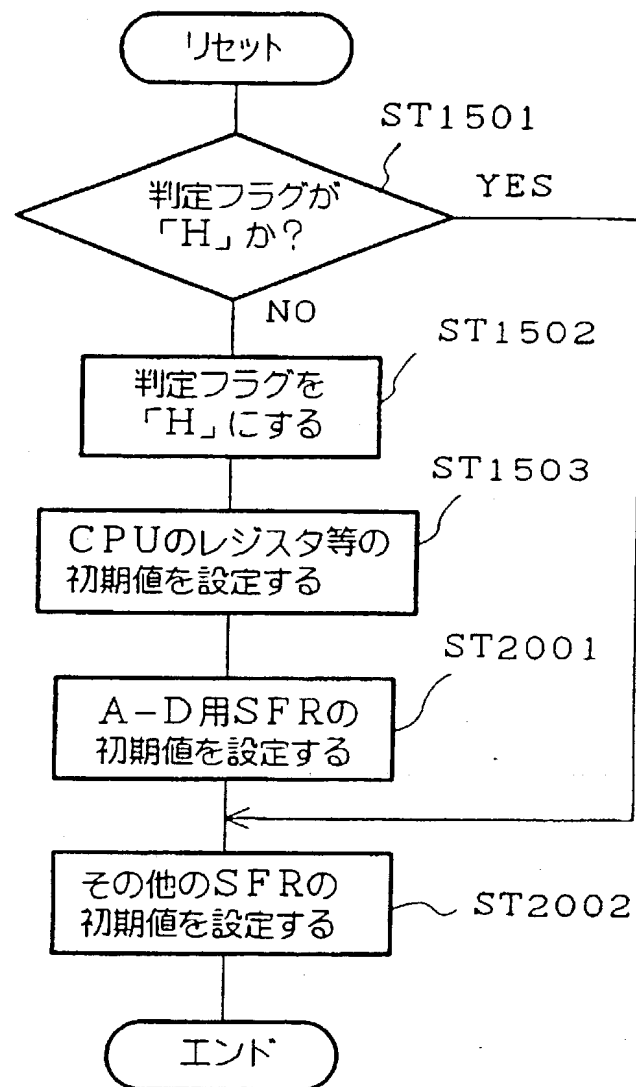 リセット
ST1501
判定フラグが
「H」か？
YES
NO
ST1502
判定フラグを
「H」にする
ST1503
CPUのレジスタ等の
初期値を設定する
ST2001
A-D用SFRの
初期値を設定する
その他のSFRの
初期値を設定する
ST2002
エンド